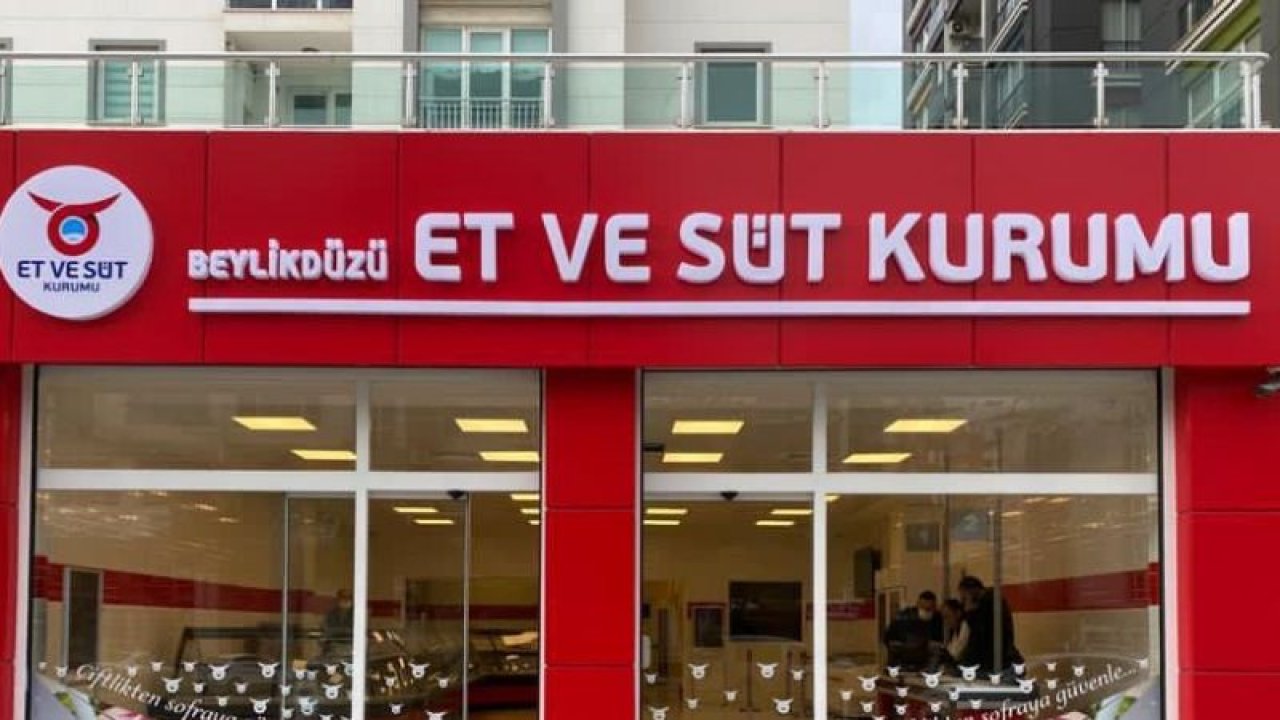 ET VE SÜT
KURUMU
BEYLİKDÜZÜ ET VE SÜT KURUMU
Çiftlikten sofraya
sofraya güvenle...